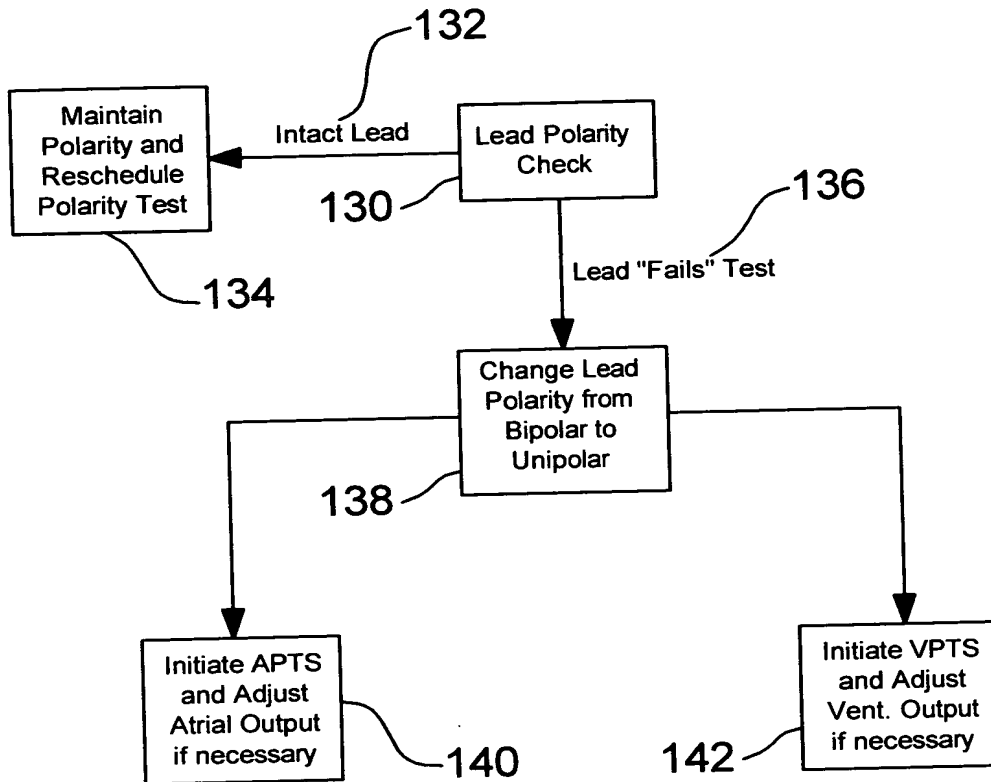 132
Maintain
Polarity and
Reschedule
Polarity Test
Intact Lead
Lead Polarity
Check
130
136
134
Lead "Fails" Test
Change Lead
Polarity from
Bipolar to
Unipolar
138
Initiate APTS
and Adjust
Atrial Output
if necessary
140
Initiate VPTS
and Adjust
Vent. Output
if necessary
142